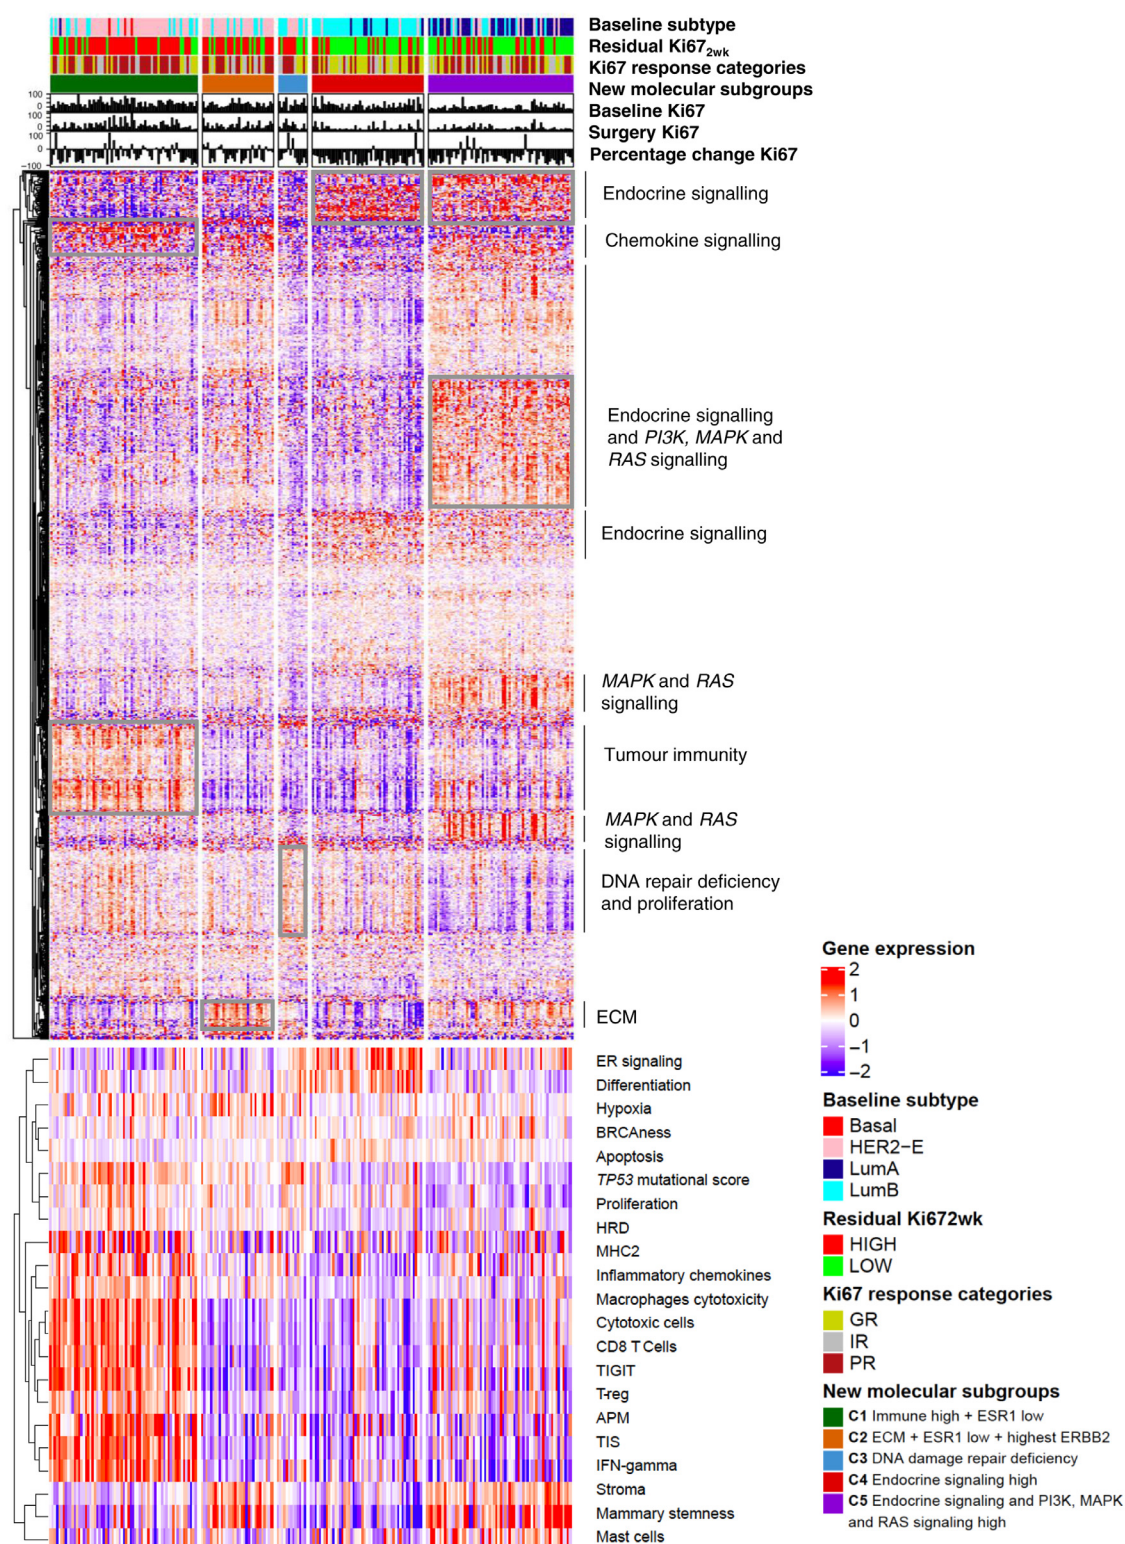 Baseline subtype
Residual Ki672wk
Ki67 response categories
New molecular subgroups
100
0
Baseline Ki67
100
0
Surgery Ki67
100
0
Percentage change Ki67
−100
Endocrine signalling
Chemokine signalling
Endocrine signalling
and PI3K, MAPK and
RAS signalling
Endocrine signalling
MAPK and RAS
signalling
Tumour immunity
MAPK and RAS
signalling
DNA repair deficiency
and proliferation
ECM
ER signaling
Differentiation
Hypoxia
BRCAness
Apoptosis
TP53 mutational score
Proliferation
HRD
MHC2
Inflammatory chemokines
Macrophages cytotoxicity
Cytotoxic cells
CD8 T Cells
TIGIT
T-reg
APM
TIS
IFN-gamma
Stroma
Mammary stemness
Mast cells
Gene expression
2
1
0
−1
−2
Baseline subtype
Basal
HER2−E
LumA
LumB
Residual Ki672wk
HIGH
LOW
Ki67 response categories
GR
IR
PR
New molecular subgroups
C1 Immune high + ESR1 low
C2 ECM + ESR1 low + highest ERBB2
C3 DNA damage repair deficiency
C4 Endocrine signaling high
C5 Endocrine signaling and PI3K, MAPK
and RAS signaling high